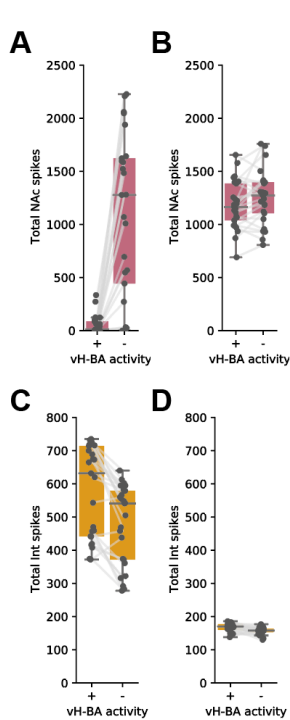 A
B
2500
2000
1500
1000
500
0
Total NAc spikes
+ -
vH-BA activity
2500
2000
1500
1000
500
0
Total NAc spikes
+ -
vH-BA activity
C
D
800
700
600
500
400
300
200
100
0
Total Int spikes
+ -
vH-BA activity
800
700
600
500
400
300
200
100
0
Total Int spikes
+ -
vH-BA activity